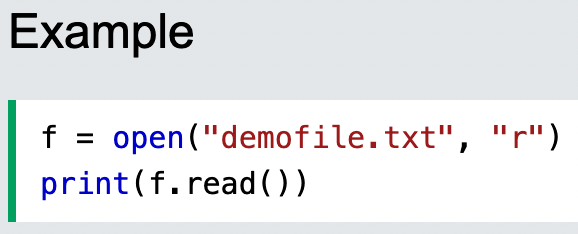 Example
f = open("demofile.txt", "r")
print(f.read())